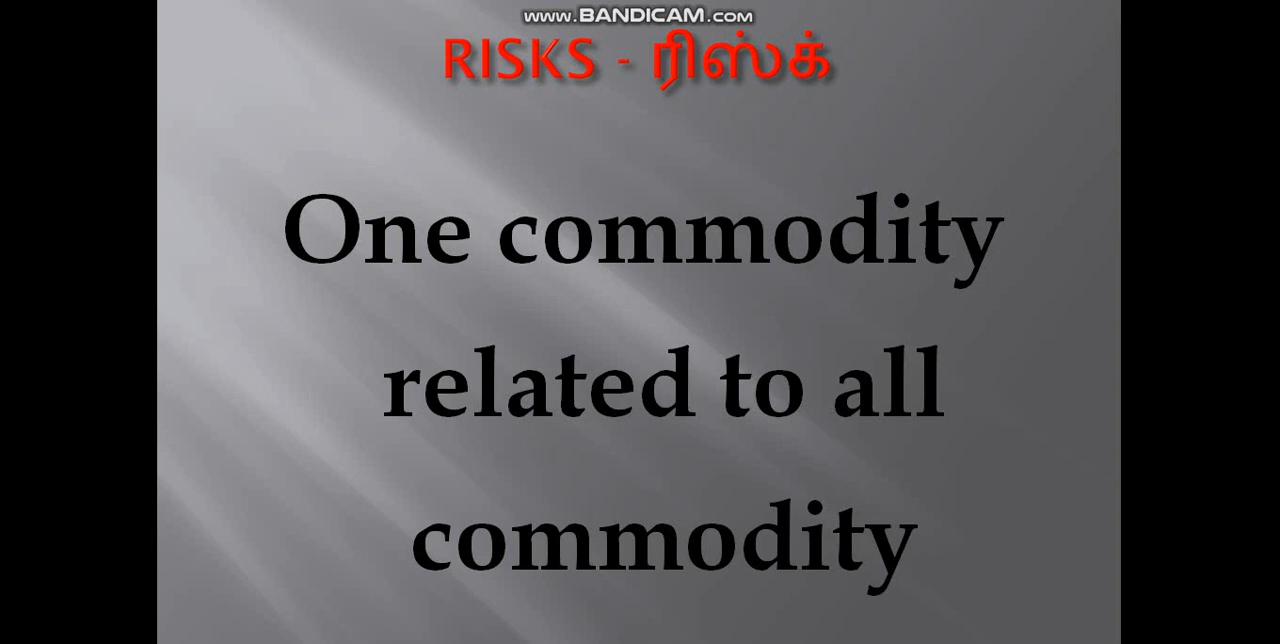 www.BANDICAM.com
RISKS - ரிஸ்க்
One commodity
related to all
commodity